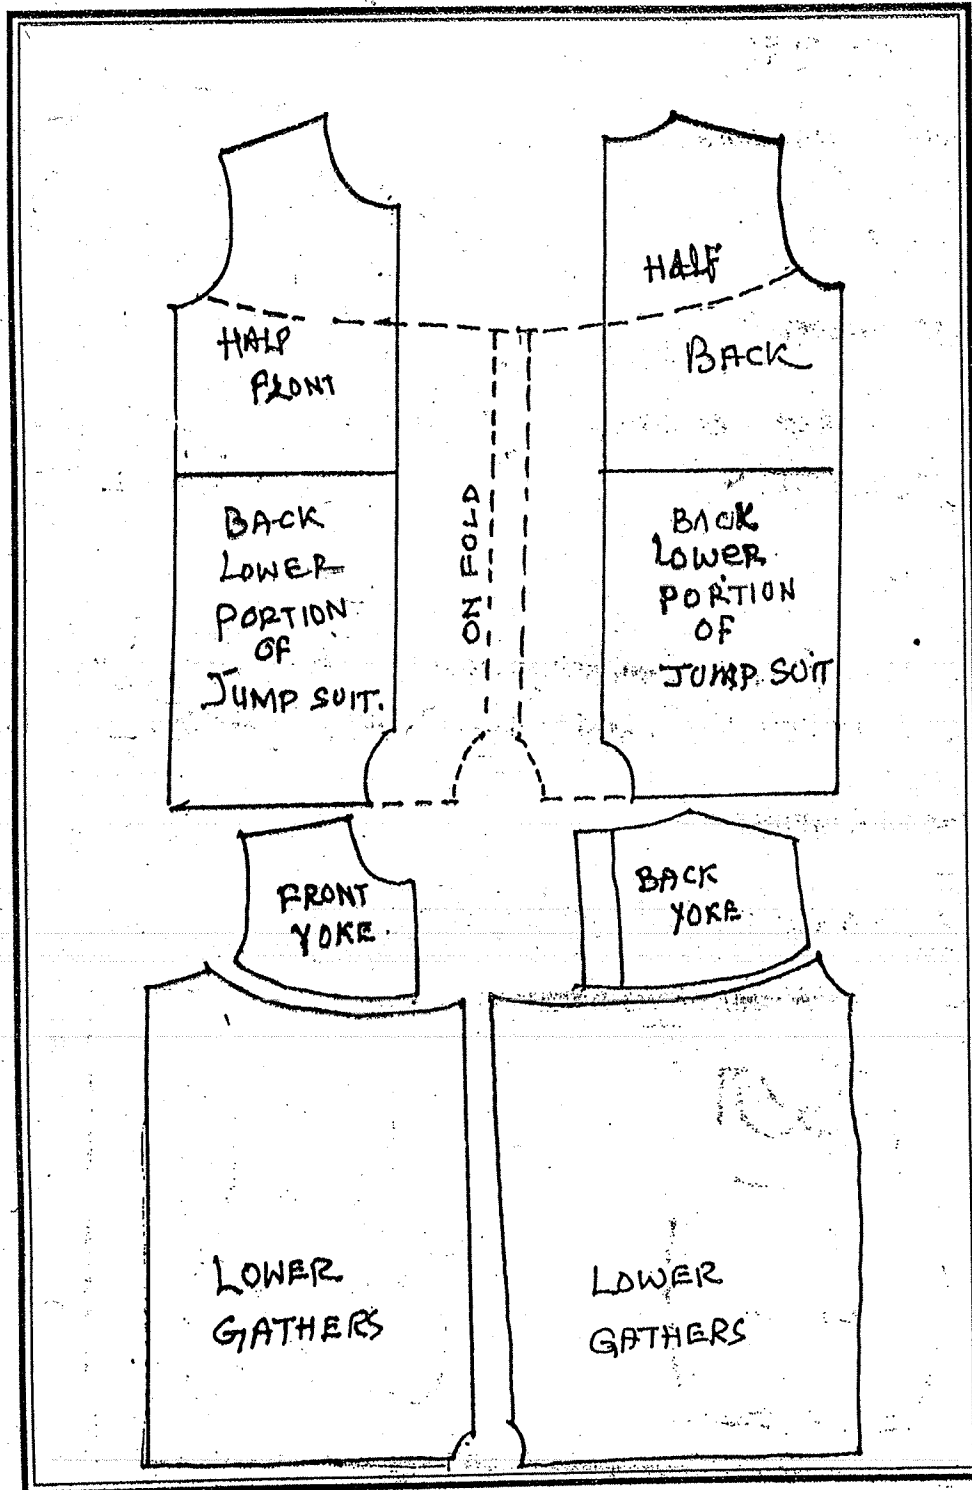 HALF
BACK
HALF
FRONT
BACK
LOWER
PORTION
OF
JUMP SUIT.
ON FOLD
BACK
LOWER
PORTION
OF
JUMP SUIT
FRONT
YOKE.
BACK
YOKE
LOWER
GATHERS
LOWER
GATHERS